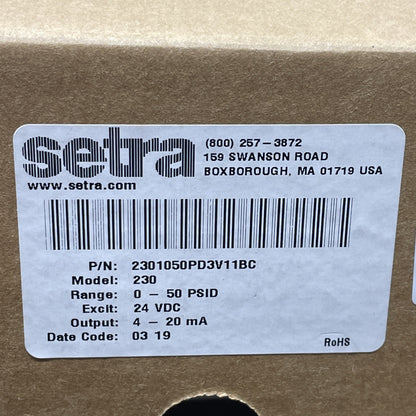 setra
www.setra.com
(800) 257-3872
159 SWANSON ROAD
BOXBOROUGH, MA 01719 USA
P/N: 2301050PD3V11BC
Model: 230
Range: 0 - 50 PSID
Excit: 24 VDC
Output: 4 - 20 mA
Date Code: 03 19
RoHS